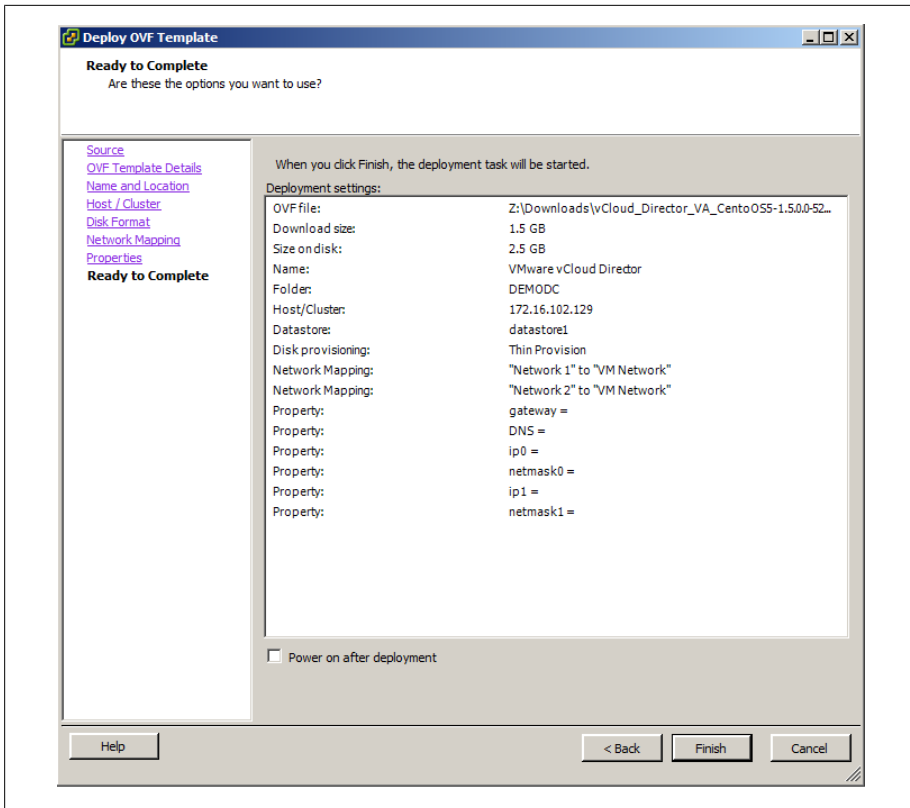 Deploy OVF Template
Ready to Complete
Are these the options you want to use?
Source
OVF Template Details
Name and Location
Host / Cluster
Disk Format
Network Mapping
Properties
Ready to Complete
When you click Finish, the deployment task will be started.
Deployment settings:
OVF file: Z:\Downloads\vCloud_Director_VA_CentoOS5-1.5.0.0-52...
Download size: 1.5 GB
Size on disk: 2.5 GB
Name: VMware vCloud Director
Folder: DEMODC
Host/Cluster: 172.16.102.129
Datastore: datastore1
Disk provisioning: Thin Provision
Network Mapping: "Network 1" to "VM Network"
Network Mapping: "Network 2" to "VM Network"
Property: gateway =
Property: DNS =
Property: ip0 =
Property: netmask0 =
Property: ip1 =
Property: netmask1 =
Power on after deployment
Help < Back Finish Cancel